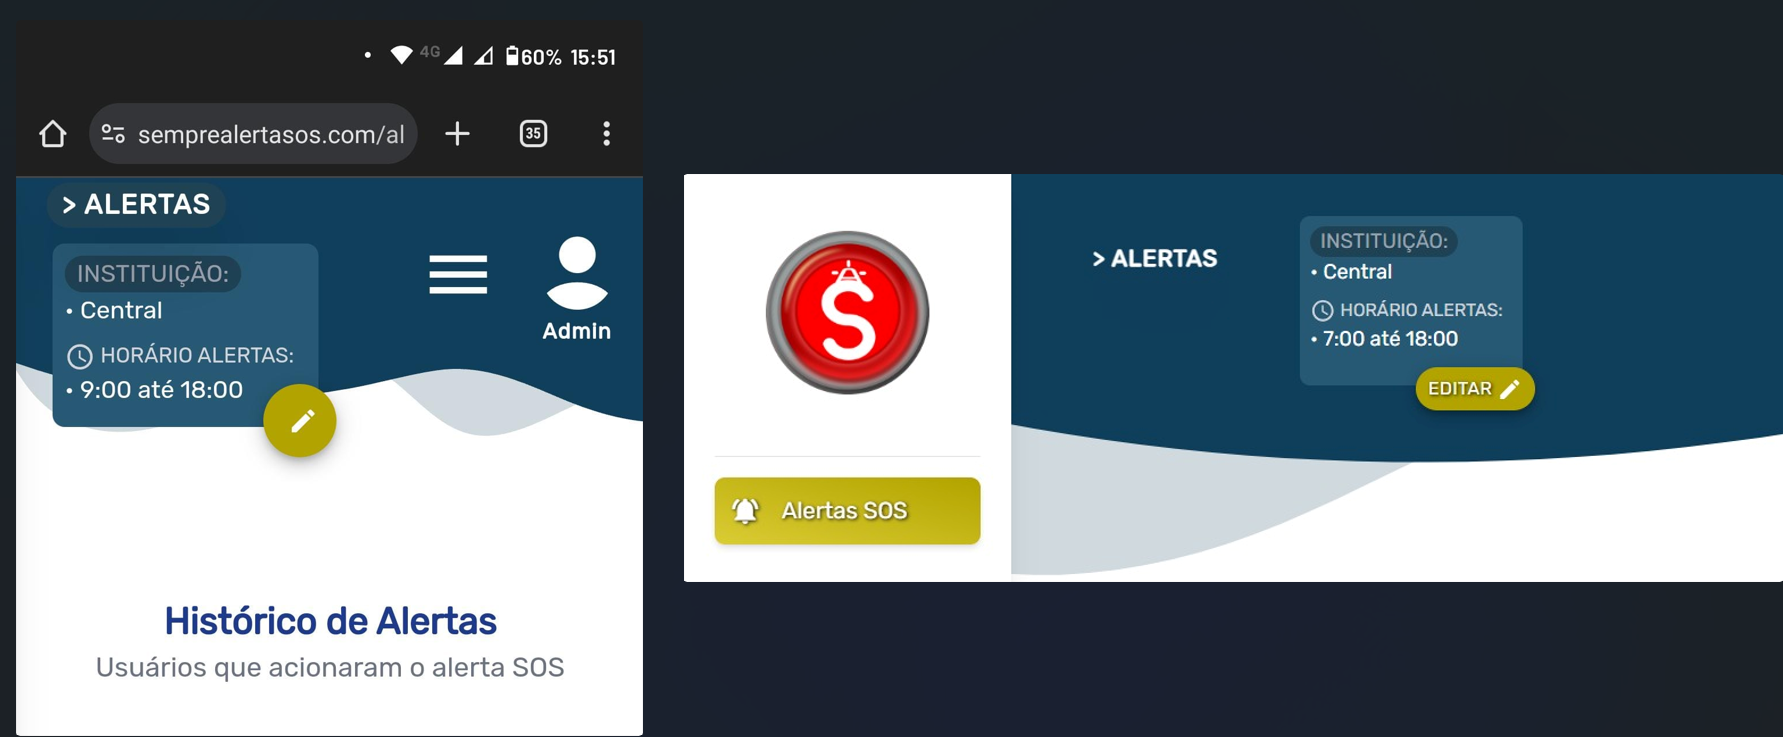 4G 60% 15:51
semprealertasos.com/al 35
> ALERTAS
INSTITUIÇÃO:
• Central
HORÁRIO ALERTAS:
• 9:00 até 18:00
Admin
Histórico de Alertas
Usuários que acionaram o alerta SOS
S
Alertas SOS
> ALERTAS
INSTITUIÇÃO:
• Central
HORÁRIO ALERTAS:
• 7:00 até 18:00
EDITAR